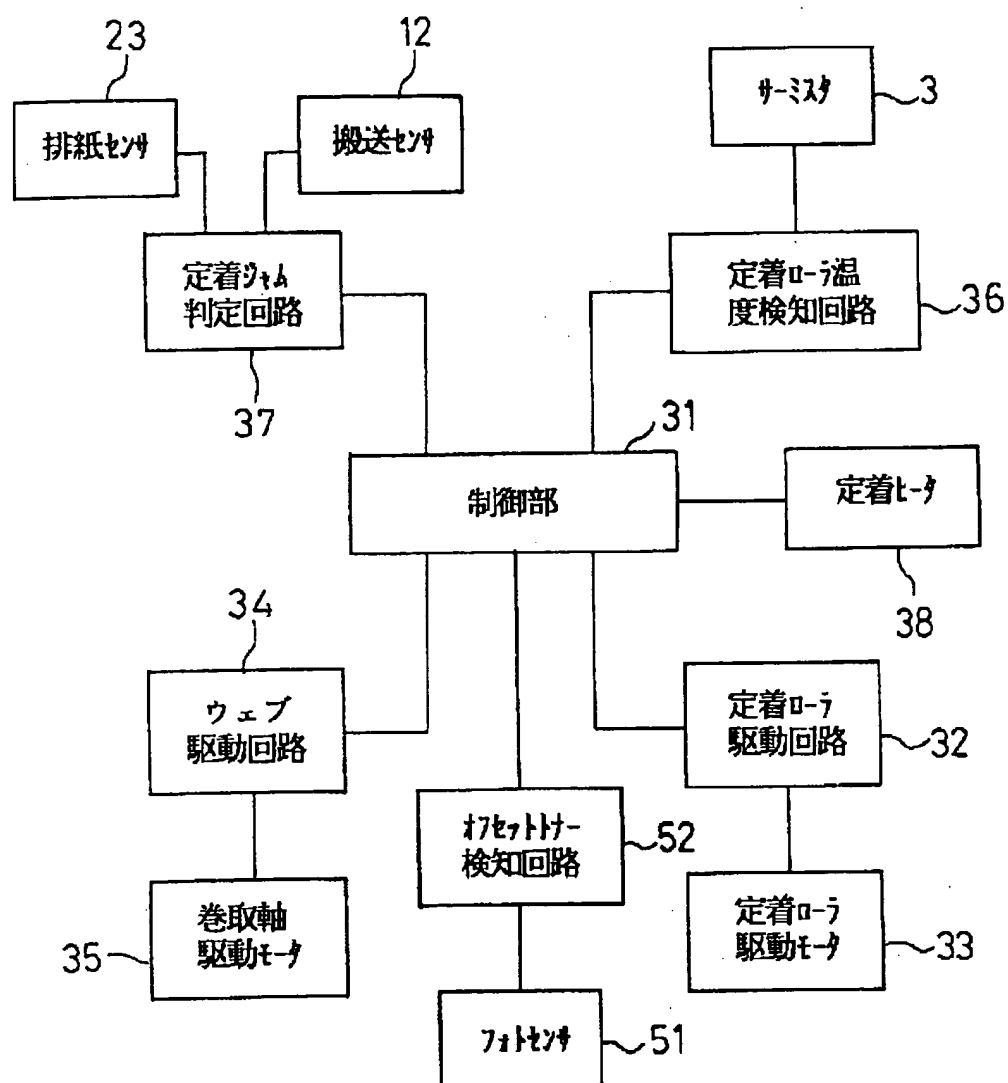 23
12
排紙センサ
搬送センサ
サーミスタ
3
定着ジャム
判定回路
37
定着ローラ温
度検知回路
36
31
制御部
定着ヒータ
38
34
ウェブ
駆動回路
定着ローラ
駆動回路
32
オフセットトナー
検知回路
52
巻取軸
駆動モータ
35
定着ローラ
駆動モータ
33
フォトセンサ
51